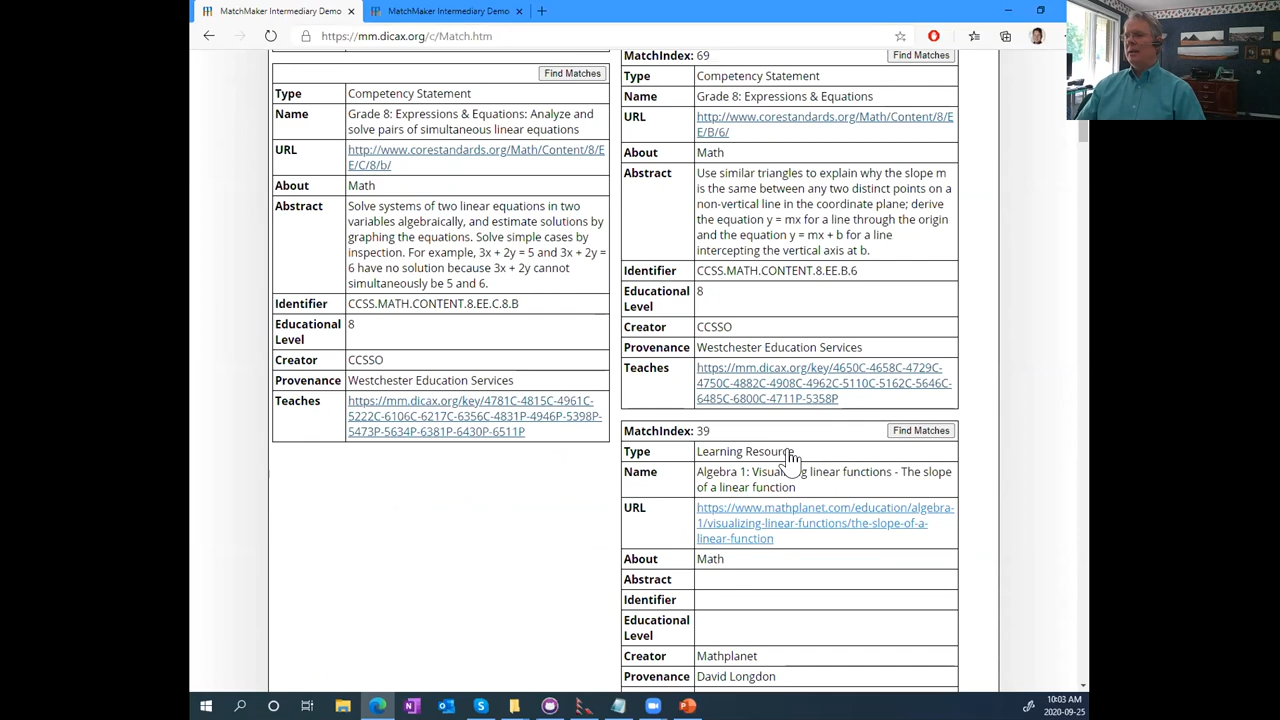 MatchMaker Intermediary Demo
MatchMaker Intermediary Demo
https://mm.dicax.org/c/Match.htm
Find Matches
Type Competency Statement
Name Grade 8: Expressions & Equations: Analyze and
solve pairs of simultaneous linear equations
URL http://www.corestandards.org/Math/Content/8/E
E/C/8/b/
About Math
Abstract Solve systems of two linear equations in two
variables algebraically, and estimate solutions by
graphing the equations. Solve simple cases by
inspection. For example, 3x + 2y = 5 and 3x + 2y =
6 have no solution because 3x + 2y cannot
simultaneously be 5 and 6.
Identifier CCSS.MATH.CONTENT.8.EE.C.8.B
Educational 8
Level
Creator CCSSO
Provenance Westchester Education Services
Teaches https://mm.dicax.org/key/4781C-4815C-4961C-
5222C-6106C-6217C-6356C-4831P-4946P-5398P-
5473P-5634P-6381P-6430P-6511P
MatchIndex: 69 Find Matches
Type Competency Statement
Name Grade 8: Expressions & Equations
URL http://www.corestandards.org/Math/Content/8/E
E/B/6/
About Math
Abstract Use similar triangles to explain why the slope m
is the same between any two distinct points on a
non-vertical line in the coordinate plane; derive
the equation y = mx for a line through the origin
and the equation y = mx + b for a line
intercepting the vertical axis at b.
Identifier CCSS.MATH.CONTENT.8.EE.B.6
Educational 8
Level
Creator CCSSO
Provenance Westchester Education Services
Teaches https://mm.dicax.org/key/4650C-4658C-4729C-
4750C-4882C-4908C-4962C-5110C-5162C-5646C-
6485C-6800C-4711P-5358P
MatchIndex: 39 Find Matches
Type Learning Resource
Name Algebra 1: Visualizing linear functions - The slope
of a linear function
URL https://www.mathplanet.com/education/algebra-
1/visualizing-linear-functions/the-slope-of-a-
linear-function
About Math
Abstract
Identifier
Educational
Level
Creator Mathplanet
Provenance David Longdon
10:03 AM
2020-09-25